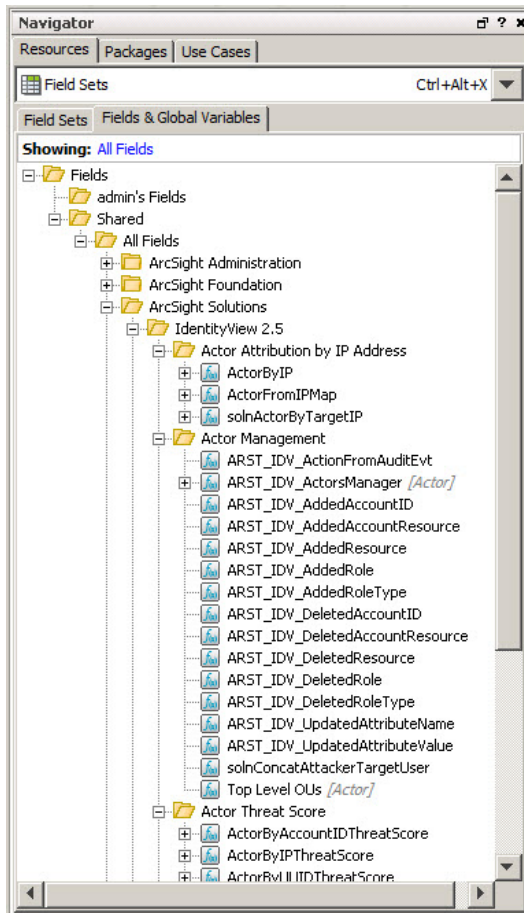 Navigator
Resources Packages Use Cases
Field Sets Ctrl+Alt+X
Field Sets Fields & Global Variables
Showing: All Fields
Fields
admin's Fields
Shared
All Fields
ArcSight Administration
ArcSight Foundation
ArcSight Solutions
IdentityView 2.5
Actor Attribution by IP Address
ActorByIP
ActorFromIPMap
solnActorByTargetIP
Actor Management
ARST_IDV_ActionFromAuditEvt
ARST_IDV_ActorsManager [Actor]
ARST_IDV_AddedAccountID
ARST_IDV_AddedAccountResource
ARST_IDV_AddedResource
ARST_IDV_AddedRole
ARST_IDV_AddedRoleType
ARST_IDV_DeletedAccountID
ARST_IDV_DeletedAccountResource
ARST_IDV_DeletedResource
ARST_IDV_DeletedRole
ARST_IDV_DeletedRoleType
ARST_IDV_UpdatedAttributeName
ARST_IDV_UpdatedAttributeValue
solnConcatAttackerTargetUser
Top Level OUs [Actor]
Actor Threat Score
ActorByAccountIDThreatScore
ActorByIPThreatScore
ActorByUUIDThreatScore